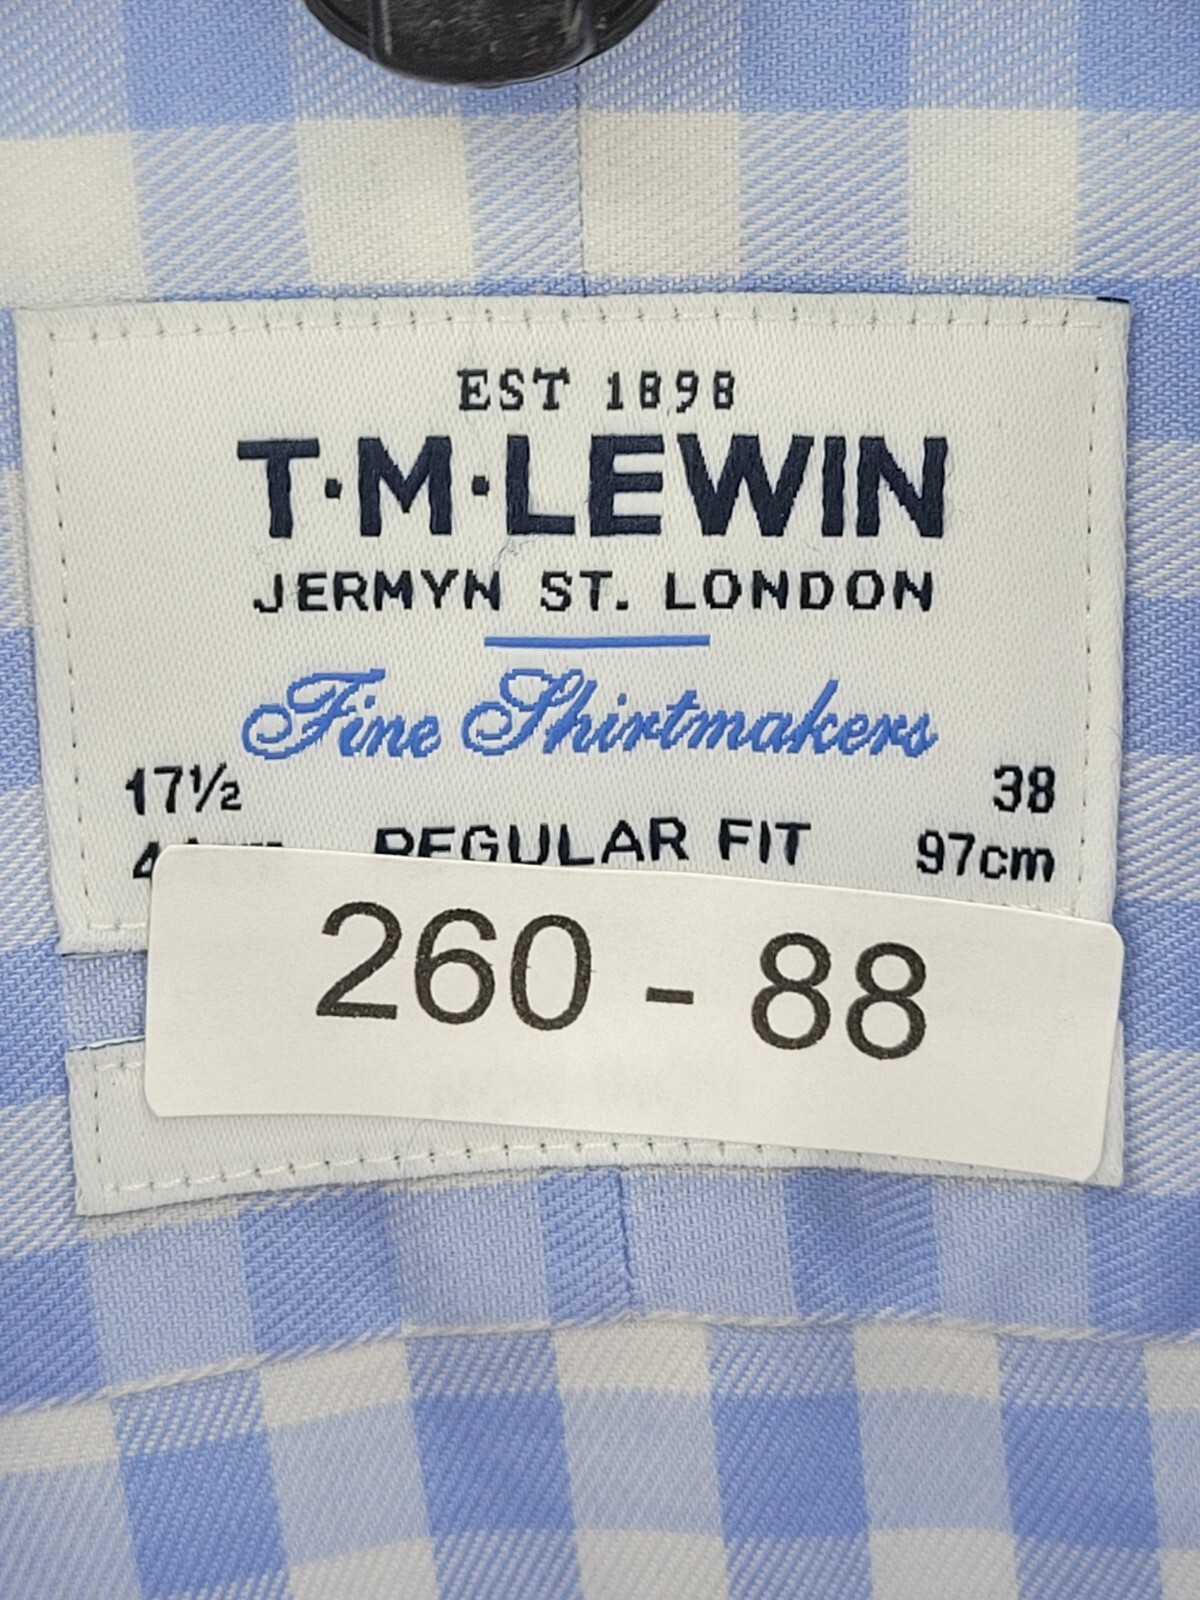 EST 1898
T·M·LEWIN
JERMYN ST. LONDON
Fine Shirtmakers
17½ 38
REGULAR FIT 97cm
260 - 88